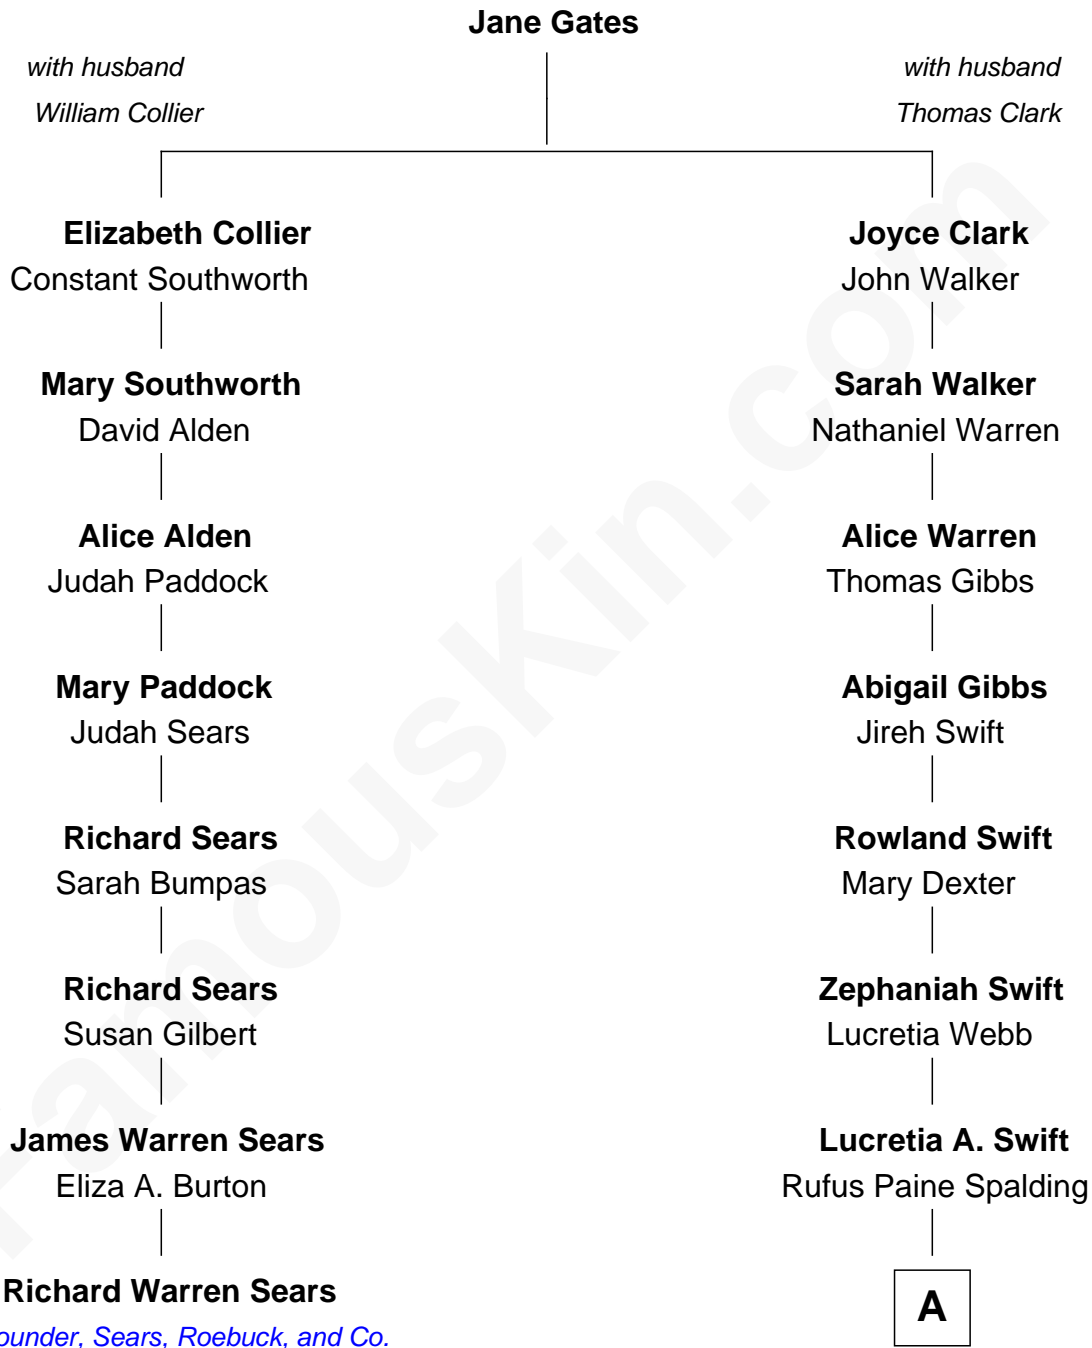 Jane Gates
with husband
William Collier
with husband
Thomas Clark
Elizabeth Collier
Constant Southworth
Joyce Clark
John Walker
Mary Southworth
David Alden
Sarah Walker
Nathaniel Warren
Alice Alden
Judah Paddock
Alice Warren
Thomas Gibbs
Mary Paddock
Judah Sears
Abigail Gibbs
Jireh Swift
Richard Sears
Sarah Bumpas
Rowland Swift
Mary Dexter
Richard Sears
Susan Gilbert
Zephaniah Swift
Lucretia Webb
James Warren Sears
Eliza A. Burton
Lucretia A. Swift
Rufus Paine Spalding
Richard Warren Sears
ounder, Sears, Roebuck, and Co.
A
FamousKin.com